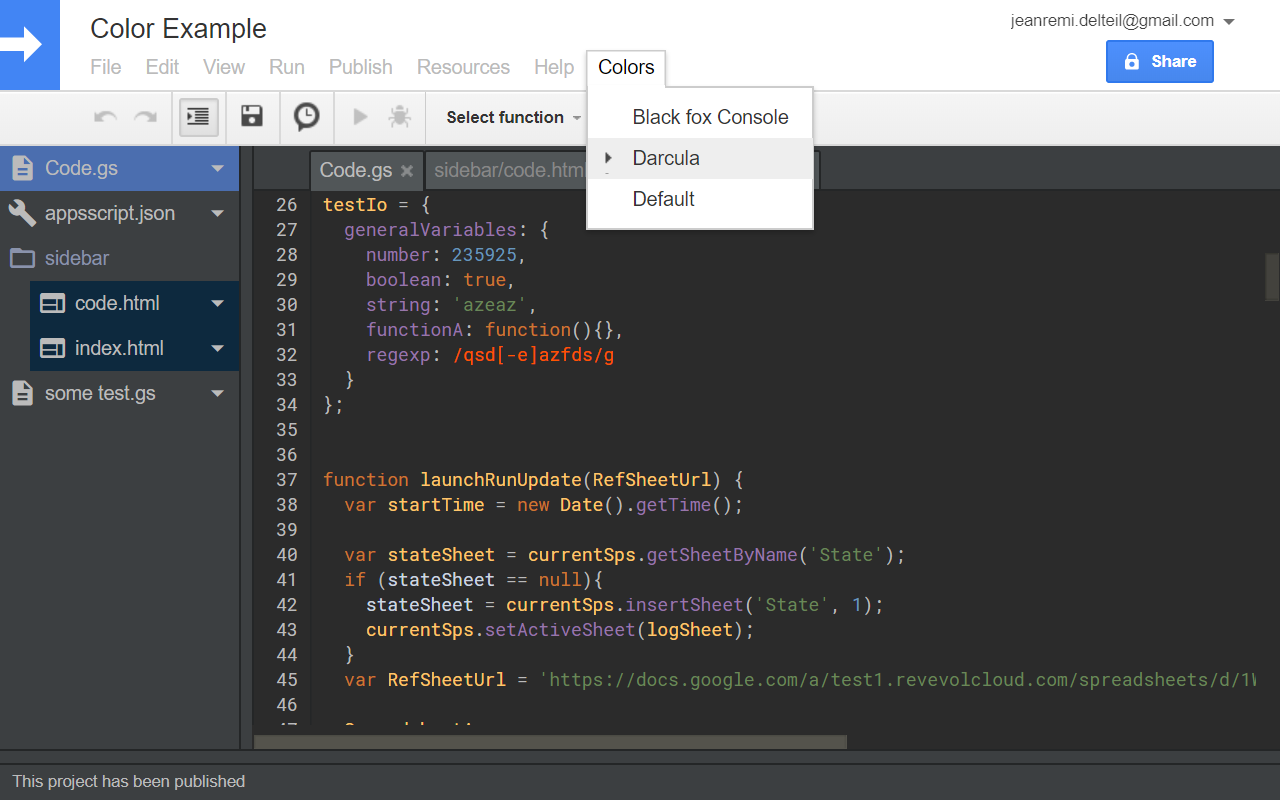 Color Example
jeanremi.delteil@gmail.com
File Edit View Run Publish Resources Help Colors
Share
Select function
Black fox Console
Darcula
Default
Code.gs
appsscript.json
sidebar
code.html
index.html
some test.gs
Code.gs sidebar/code.html
26 testIo = {
27 generalVariables: {
28 number: 235925,
29 boolean: true,
30 string: 'azeaz',
31 functionA: function(){},
32 regexp: /qsd[-e]azfds/g
33 }
34 };
35
36
37 function launchRunUpdate(RefSheetUrl) {
38 var startTime = new Date().getTime();
39
40 var stateSheet = currentSps.getSheetByName('State');
41 if (stateSheet == null){
42 stateSheet = currentSps.insertSheet('State', 1);
43 currentSps.setActiveSheet(logSheet);
44 }
45 var RefSheetUrl = 'https://docs.google.com/a/test1.revevolcloud.com/spreadsheets/d/1W
46
This project has been published